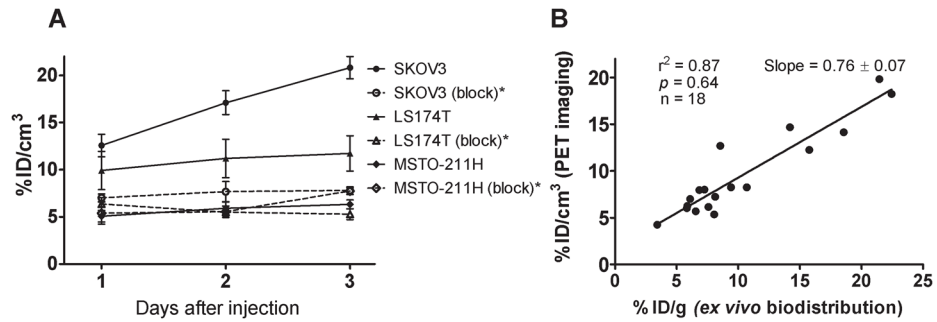 A
%ID/cm3
20
15
10
5
0
1 2 3
Days after injection
SKOV3
SKOV3 (block)*
LS174T
LS174T (block)*
MSTO-211H
MSTO-211H (block)*
B
%ID/cm3 (PET imaging)
20
15
10
5
0
r2 = 0.87
p = 0.64
n = 18
Slope = 0.76 ± 0.07
0 5 10 15 20 25
%ID/g (ex vivo biodistribution)